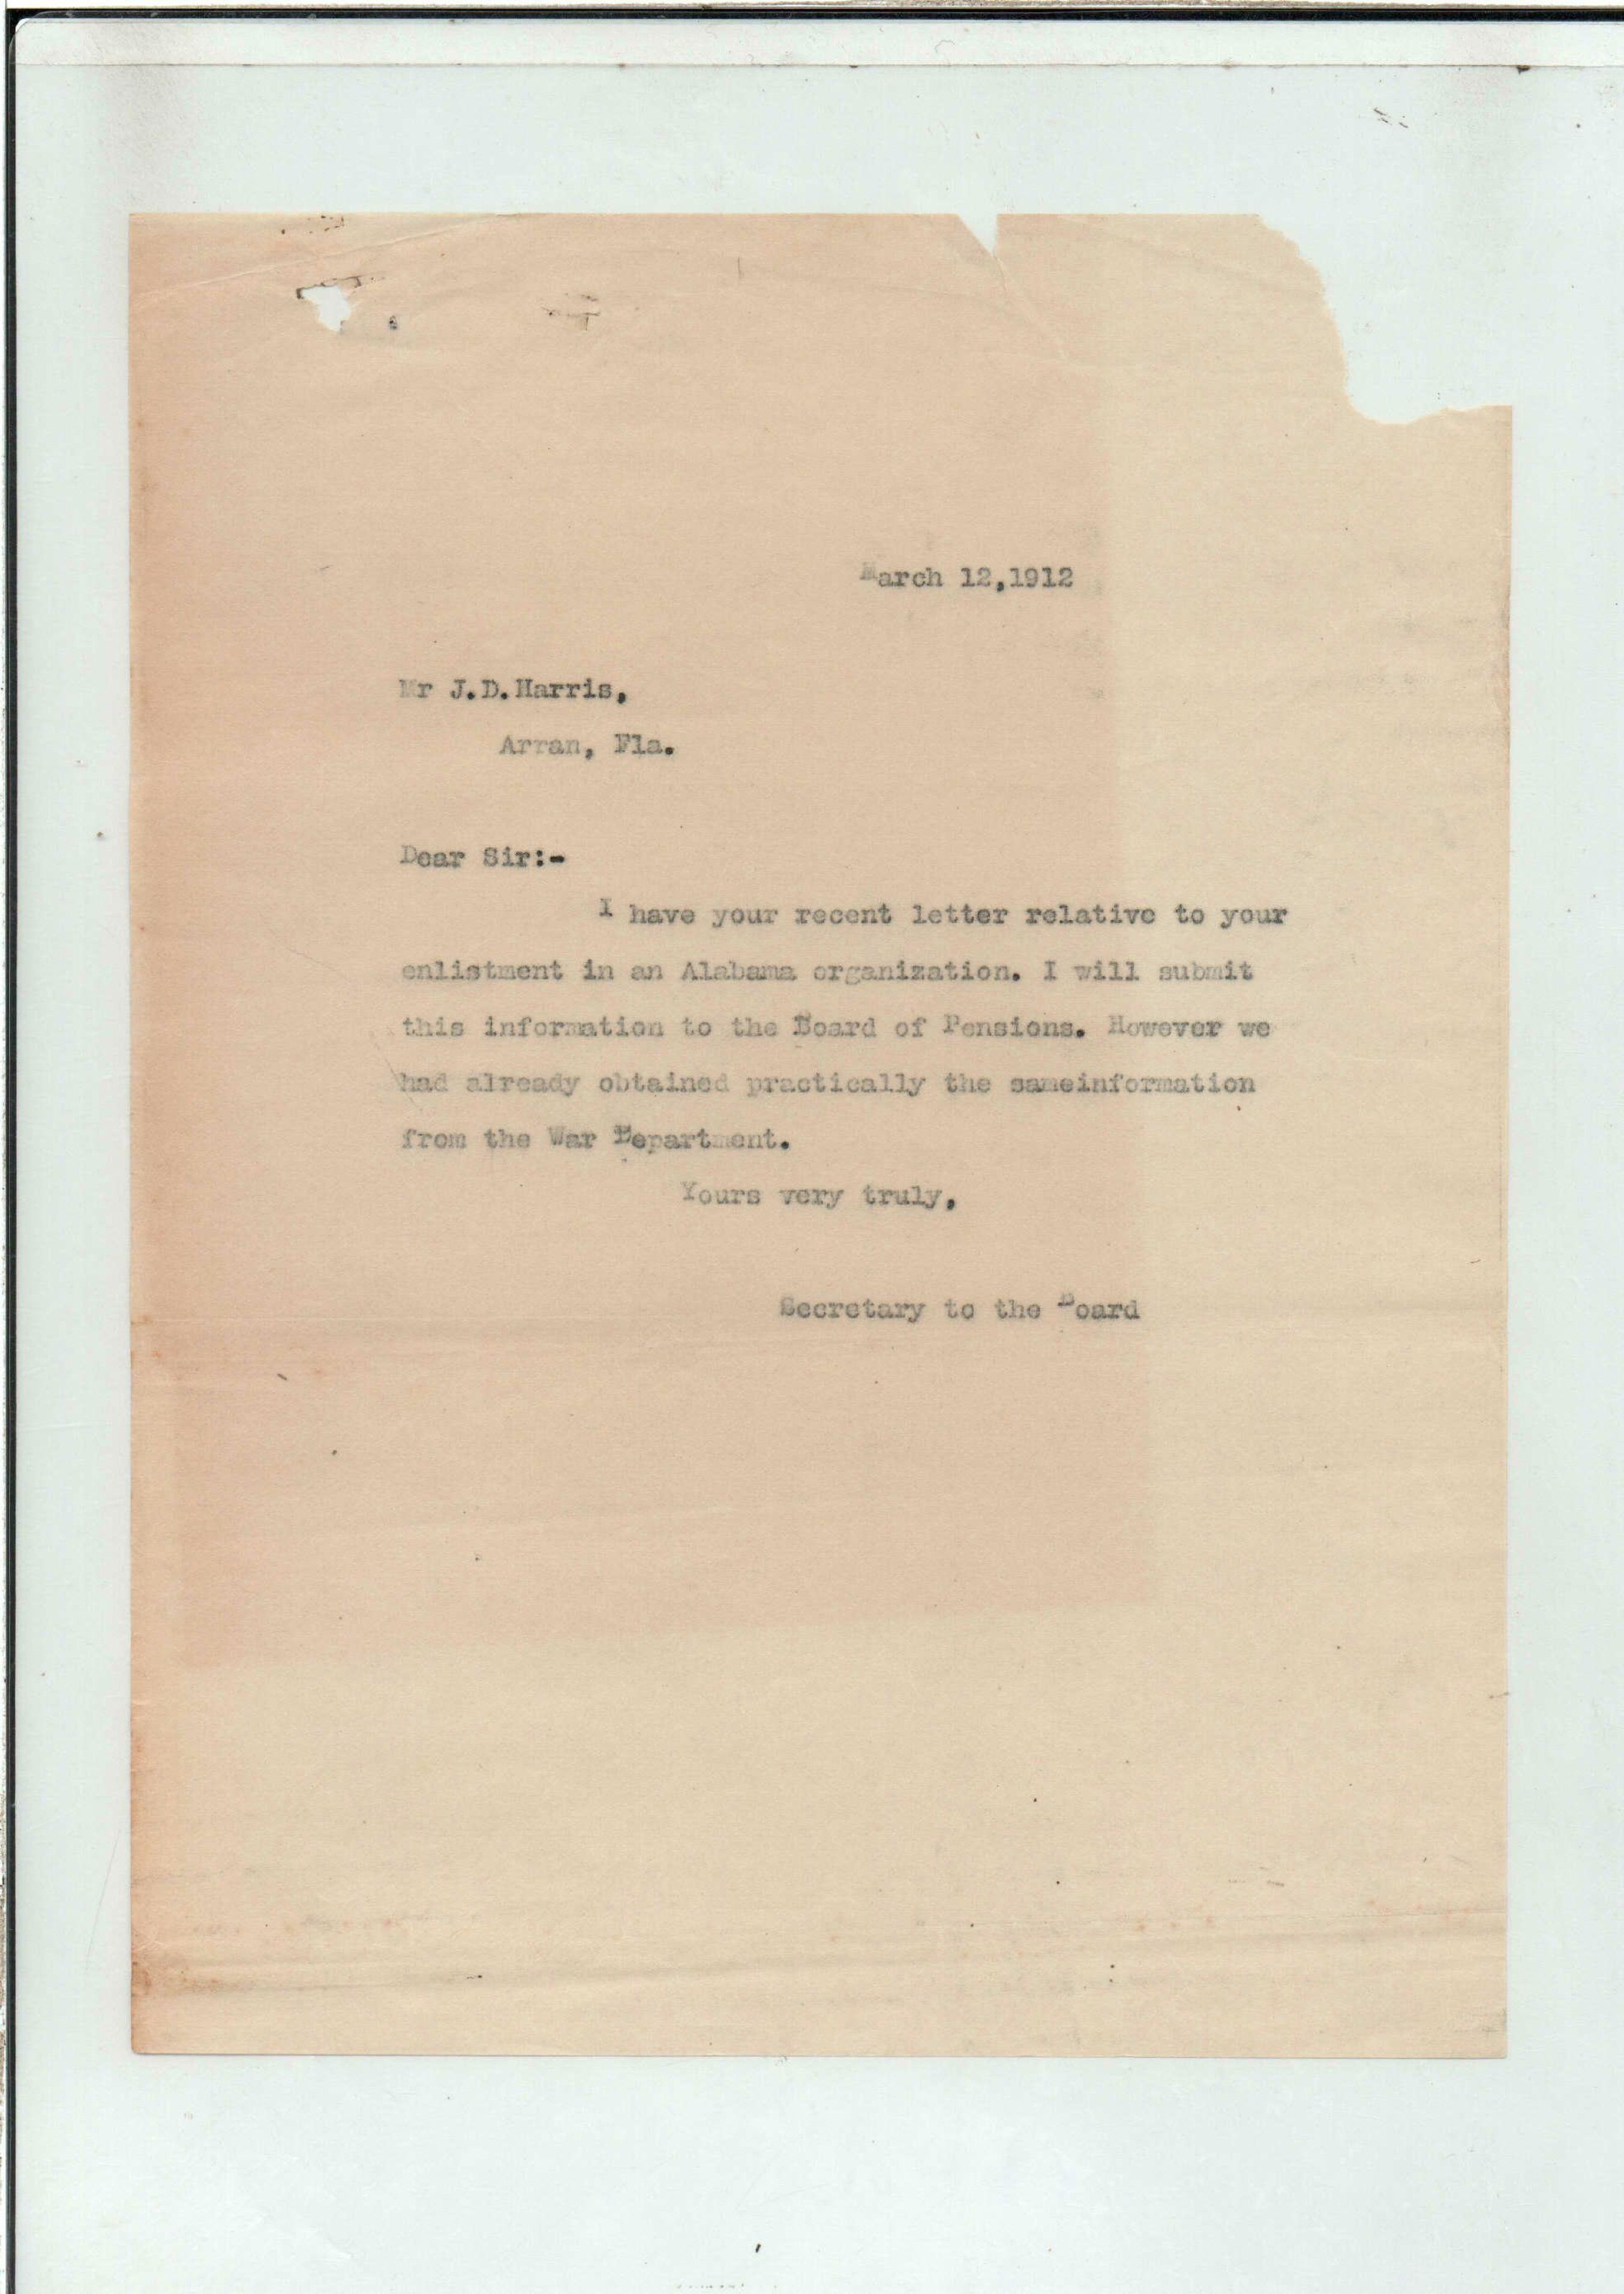 March 12,1912
Mr J.D.Harris,
Arran, Fla.
Dear Sir:-
I have your recent letter relative to your
enlistment in an Alabama organization. I will submit
this information to the Board of Pensions. However we
had already obtained practically the sameinformation
from the War Department.
Yours very truly,
Secretary to the Board